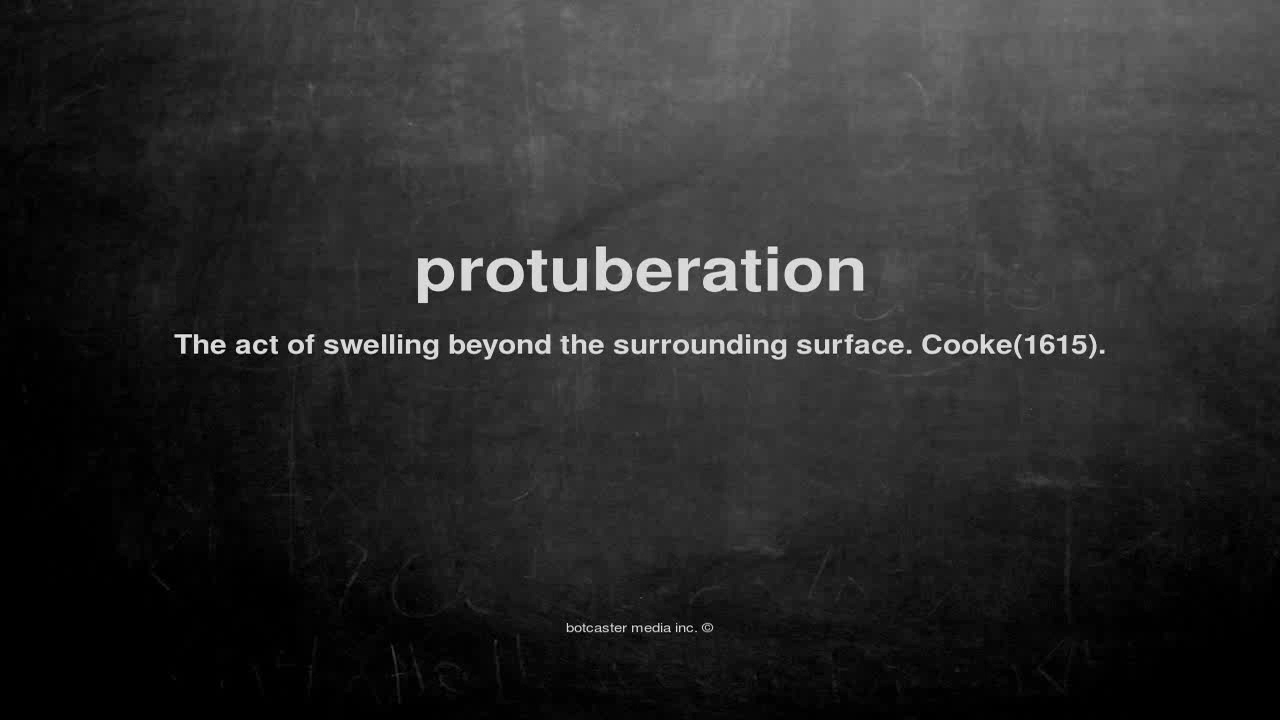 protuberation
The act of swelling beyond the surrounding surface. Cooke(1615).
botcaster media inc. ©